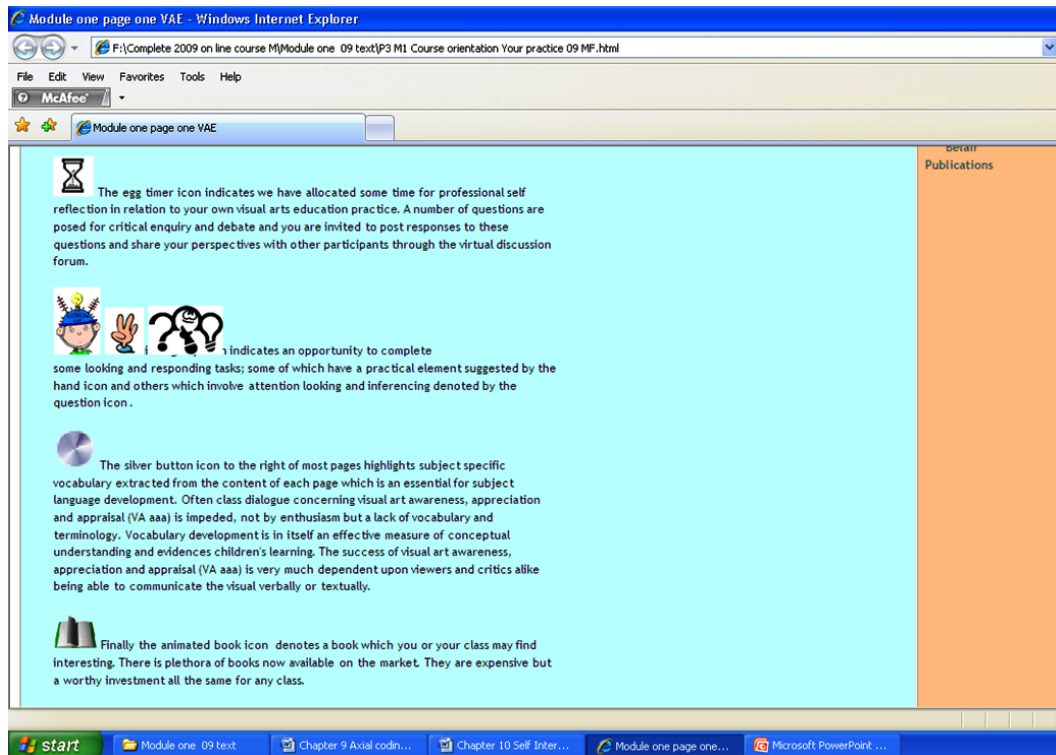 Module one page one VAE - Windows Internet Explorer
F:\Complete 2009 on line course M\Module one  09 text\P3 M1 Course orientation Your practice 09 MF.html
File Edit View Favorites Tools Help
McAfee
Module one page one VAE
Belair
Publications
The egg timer icon indicates we have allocated some time for professional self
reflection in relation to your own visual arts education practice. A number of questions are
posed for critical enquiry and debate and you are invited to post responses to these
questions and share your perspectives with other participants through the virtual discussion
forum.
indicates an opportunity to complete
some looking and responding tasks; some of which have a practical element suggested by the
hand icon and others which involve attention looking and inferencing denoted by the
question icon .
The silver button icon to the right of most pages highlights subject specific
vocabulary extracted from the content of each page which is an essential for subject
language development. Often class dialogue concerning visual art awareness, appreciation
and appraisal (VA aaa) is impeded, not by enthusiasm but a lack of vocabulary and
terminology. Vocabulary development is in itself an effective measure of conceptual
understanding and evidences children's learning. The success of visual art awareness,
appreciation and appraisal (VA aaa) is very much dependent upon viewers and critics alike
being able to communicate the visual verbally or textually.
Finally the animated book icon denotes a book which you or your class may find
interesting. There is plethora of books now available on the market. They are expensive but
a worthy investment all the same for any class.
start Module one 09 text Chapter 9 Axial codin... Chapter 10 Self Inter... Module one page one... Microsoft PowerPoint ...